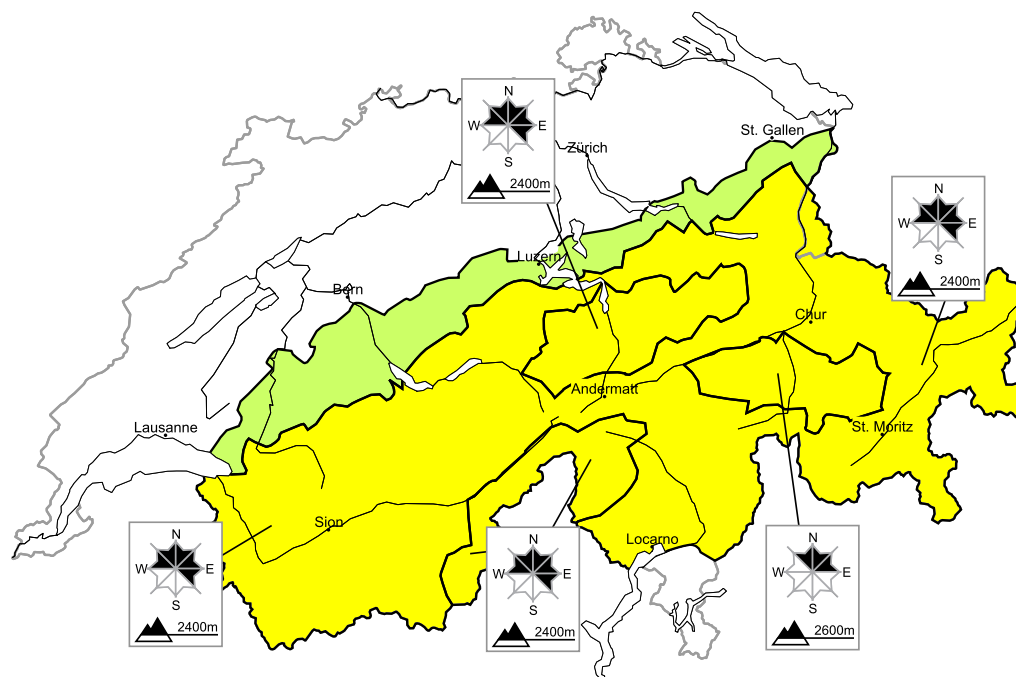 N
W E
S
2400m
Zürich
St. Gallen
N
W E
S
2400m
Luzern
Bern
Chur
Andermatt
Lausanne
St. Moritz
Sion
Locarno
N
W E
S
2400m
N
W E
S
2400m
N
W E
S
2600m